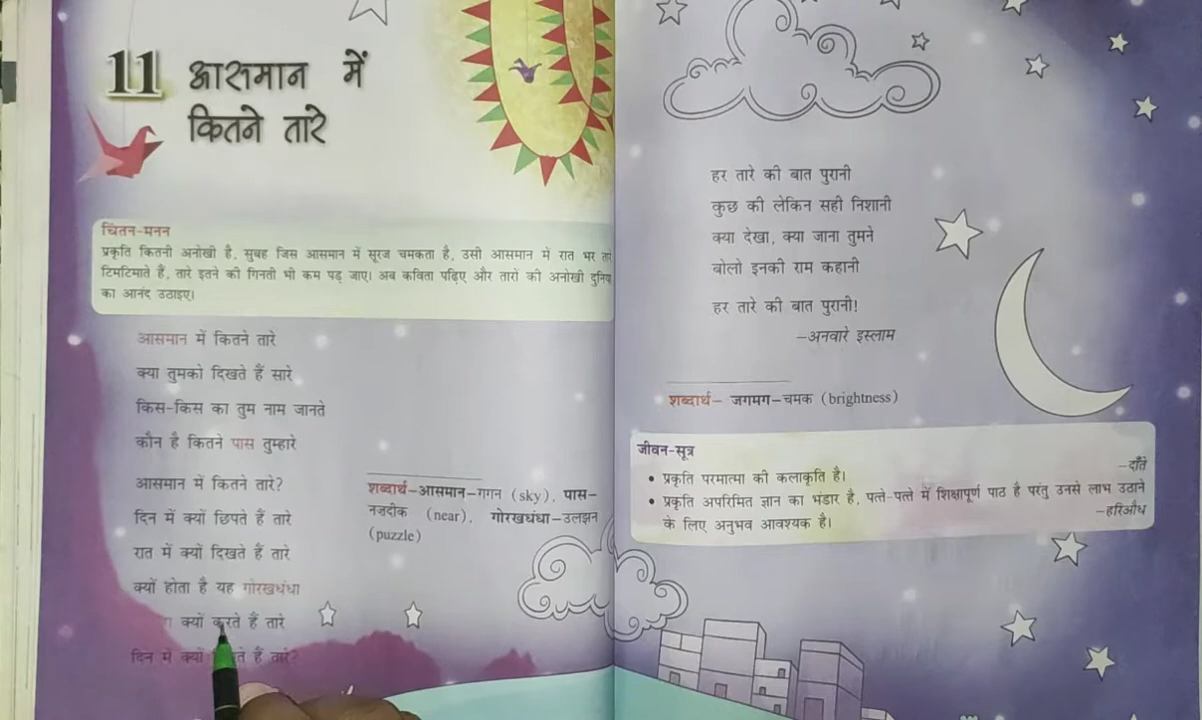 11 आसमान में
कितने तारे
चिंतन-मनन
प्रकृति कितनी अनोखी है, सुबह जिस आसमान में सूरज चमकता है, उसी आसमान में रात भर तारे
टिमटिमाते हैं, तारे इतने की गिनती भी कम पड़ जाए। अब कविता पढ़िए और तारों की अनोखी
का आनंद उठाइए।
आसमान में कितने तारे
क्या तुमको दिखते हैं सारे
किस-किस का तुम नाम जानते
कौन है कितने पास तुम्हारे
आसमान में कितने तारे?
दिन में क्यों छिपते हैं तारे
रात में क्यों दिखते हैं तारे
क्यों होता है यह गोरखधंधा
क्यों करते हैं तारे
दिन में क्यों हैं तारे?
शब्दार्थ–आसमान–गगन (sky), पास–
नजदीक (near), गोरखधंधा–उलझन
(puzzle)
हर तारे की बात पुरानी
कुछ की लेकिन सही निशानी
क्या देखा, क्या जाना तुमने
बोलो इनकी राम कहानी
हर तारे की बात पुरानी!
–अनवारे इस्लाम
शब्दार्थ– जगमग–चमक (brightness)
जीवन-सूत्र
• प्रकृति परमात्मा की कलाकृति है।
–दाँते
• प्रकृति अपरिमित ज्ञान का भंडार है, पत्ते-पत्ते में शिक्षापूर्ण पाठ है परंतु उनसे लाभ उठाने
के लिए अनुभव आवश्यक है।
–हरिऔध